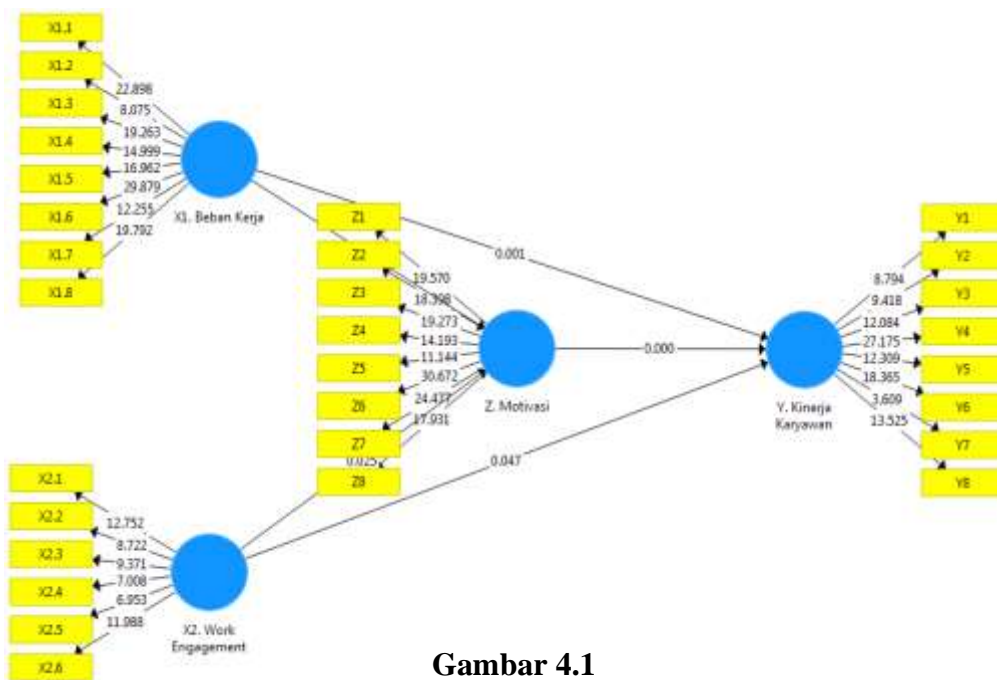 X1.1
X1.2
X1.3
X1.4
X1.5
X1.6
X1.7
X1.8
22.898
8.075
19.263
14.999
16.962
29.879
12.255
19.792
X1. Beban Kerja
Z1
Z2
Z3
Z4
Z5
Z6
Z7
Z8
19.570
18.398
19.273
14.193
11.144
30.672
24.477
17.931
Z. Motivasi
0.001
0.000
0.047
0.025
Y1
Y2
Y3
Y4
Y5
Y6
Y7
Y8
8.794
9.418
12.084
27.175
12.309
18.365
3.609
13.525
Y. Kinerja
Karyawan
X2.1
X2.2
X2.3
X2.4
X2.5
X2.6
12.752
8.722
9.371
7.008
6.953
11.988
X2. Work
Engagement
Gambar 4.1